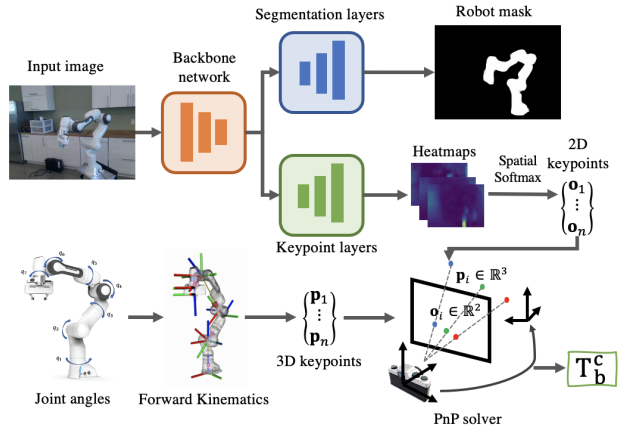 Segmentation layers
Robot mask
Input image
Backbone
network
Heatmaps
Spatial
Softmax
2D
keypoints
o₁
⋮
oₙ
Keypoint layers
q₁
q₂
q₃
q₄
q₅
q₆
q₇
p₁
⋮
pₙ
3D keypoints
pᵢ ∈ ℝ³
oᵢ ∈ ℝ²
T_b^c
Joint angles
Forward Kinematics
PnP solver